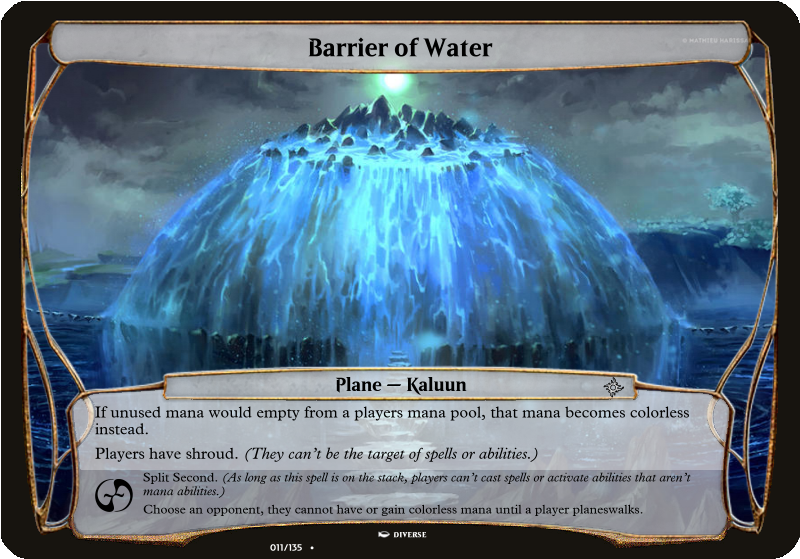 Barrier of Water
Plane — Kaluun
If unused mana would empty from a players mana pool, that mana becomes colorless
instead.
Players have shroud. (They can't be the target of spells or abilities.)
Split Second. (As long as this spell is on the stack, players can't cast spells or activate abilities that aren't
mana abilities.)
Choose an opponent, they cannot have or gain colorless mana until a player planeswalks.
DIVERSE
011/135 •